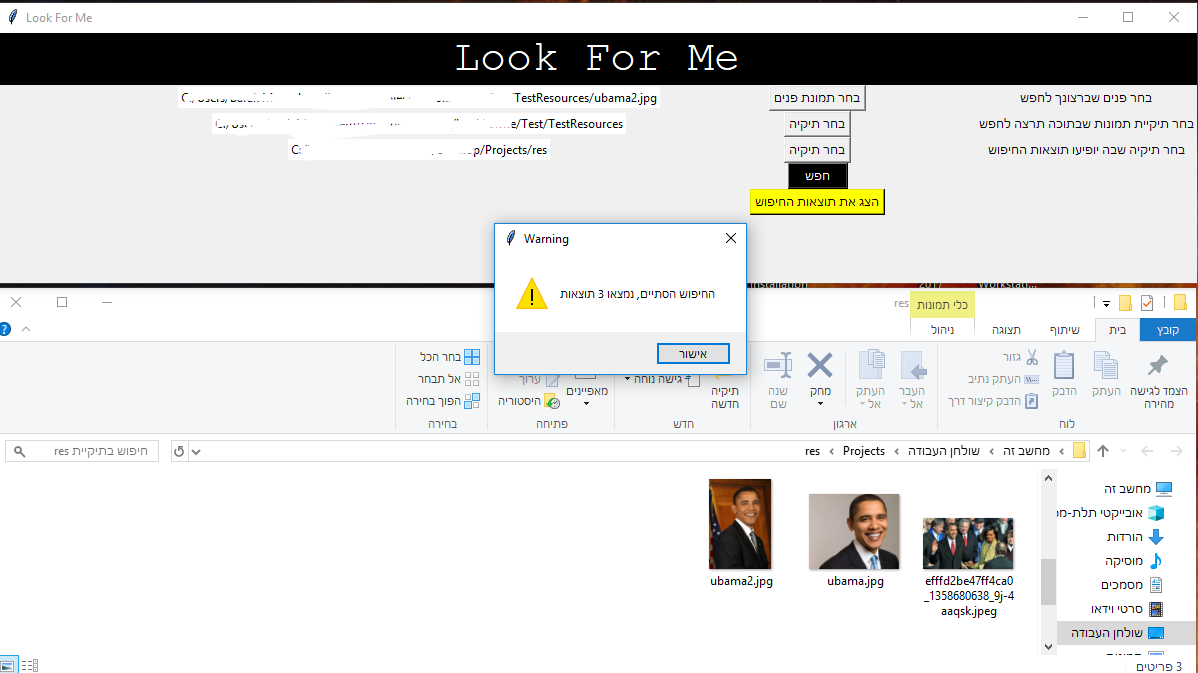 Look For Me
Look For Me
בחר פנים שברצונך לחפש
בחר תמונת פנים
TestResources/ubama2.jpg
בחר תיקיית תמונות שבתוכה תרצה לחפש
בחר תיקיה
/Test/TestResources
בחר תיקיה שבה יופיעו תוצאות החיפוש
בחר תיקיה
C:
/Projects/res
חפש
הצג את תוצאות החיפוש
Warning
החיפוש הסתיים, נמצאו 3 תוצאות
אישור
כלי תמונות
res
קובץ
בית
שיתוף
תצוגה
ניהול
הצמד לגישה מהירה
העתק
הדבק
גזור
העתק נתיב
הדבק קיצור דרך
לוח
העבר אל
העתק אל
מחק
שנה שם
ארגון
תיקיה חדשה
גישה נוחה
חדש
מאפיינים
ערוך
היסטוריה
פתיחה
בחר הכל
אל תבחר
הפוך בחירה
בחירה
מחשב זה
שולחן העבודה
Projects
res
חיפוש בתיקיית res
מחשב זה
אובייקטי תלת-ממ
הורדות
מוסיקה
מסמכים
סרטי וידאו
שולחן העבודה
efffd2be47ff4ca0
_1358680638_9j-4
aaqsk.jpeg
ubama.jpg
ubama2.jpg
3 פריטים